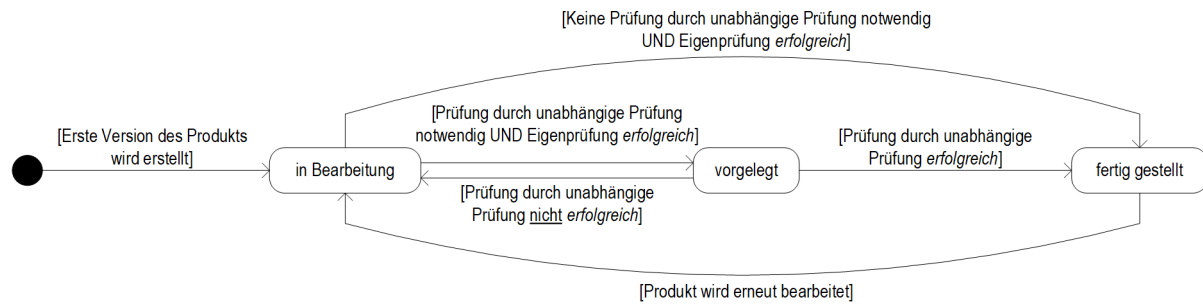 [Keine Prüfung durch unabhängige Prüfung notwendig
UND Eigenprüfung erfolgreich]
[Erste Version des Produkts
wird erstellt]
[Prüfung durch unabhängige Prüfung
notwendig UND Eigenprüfung erfolgreich]
[Prüfung durch unabhängige
Prüfung erfolgreich]
in Bearbeitung
vorgelegt
fertig gestellt
[Prüfung durch unabhängige
Prüfung nicht erfolgreich]
[Produkt wird erneut bearbeitet]